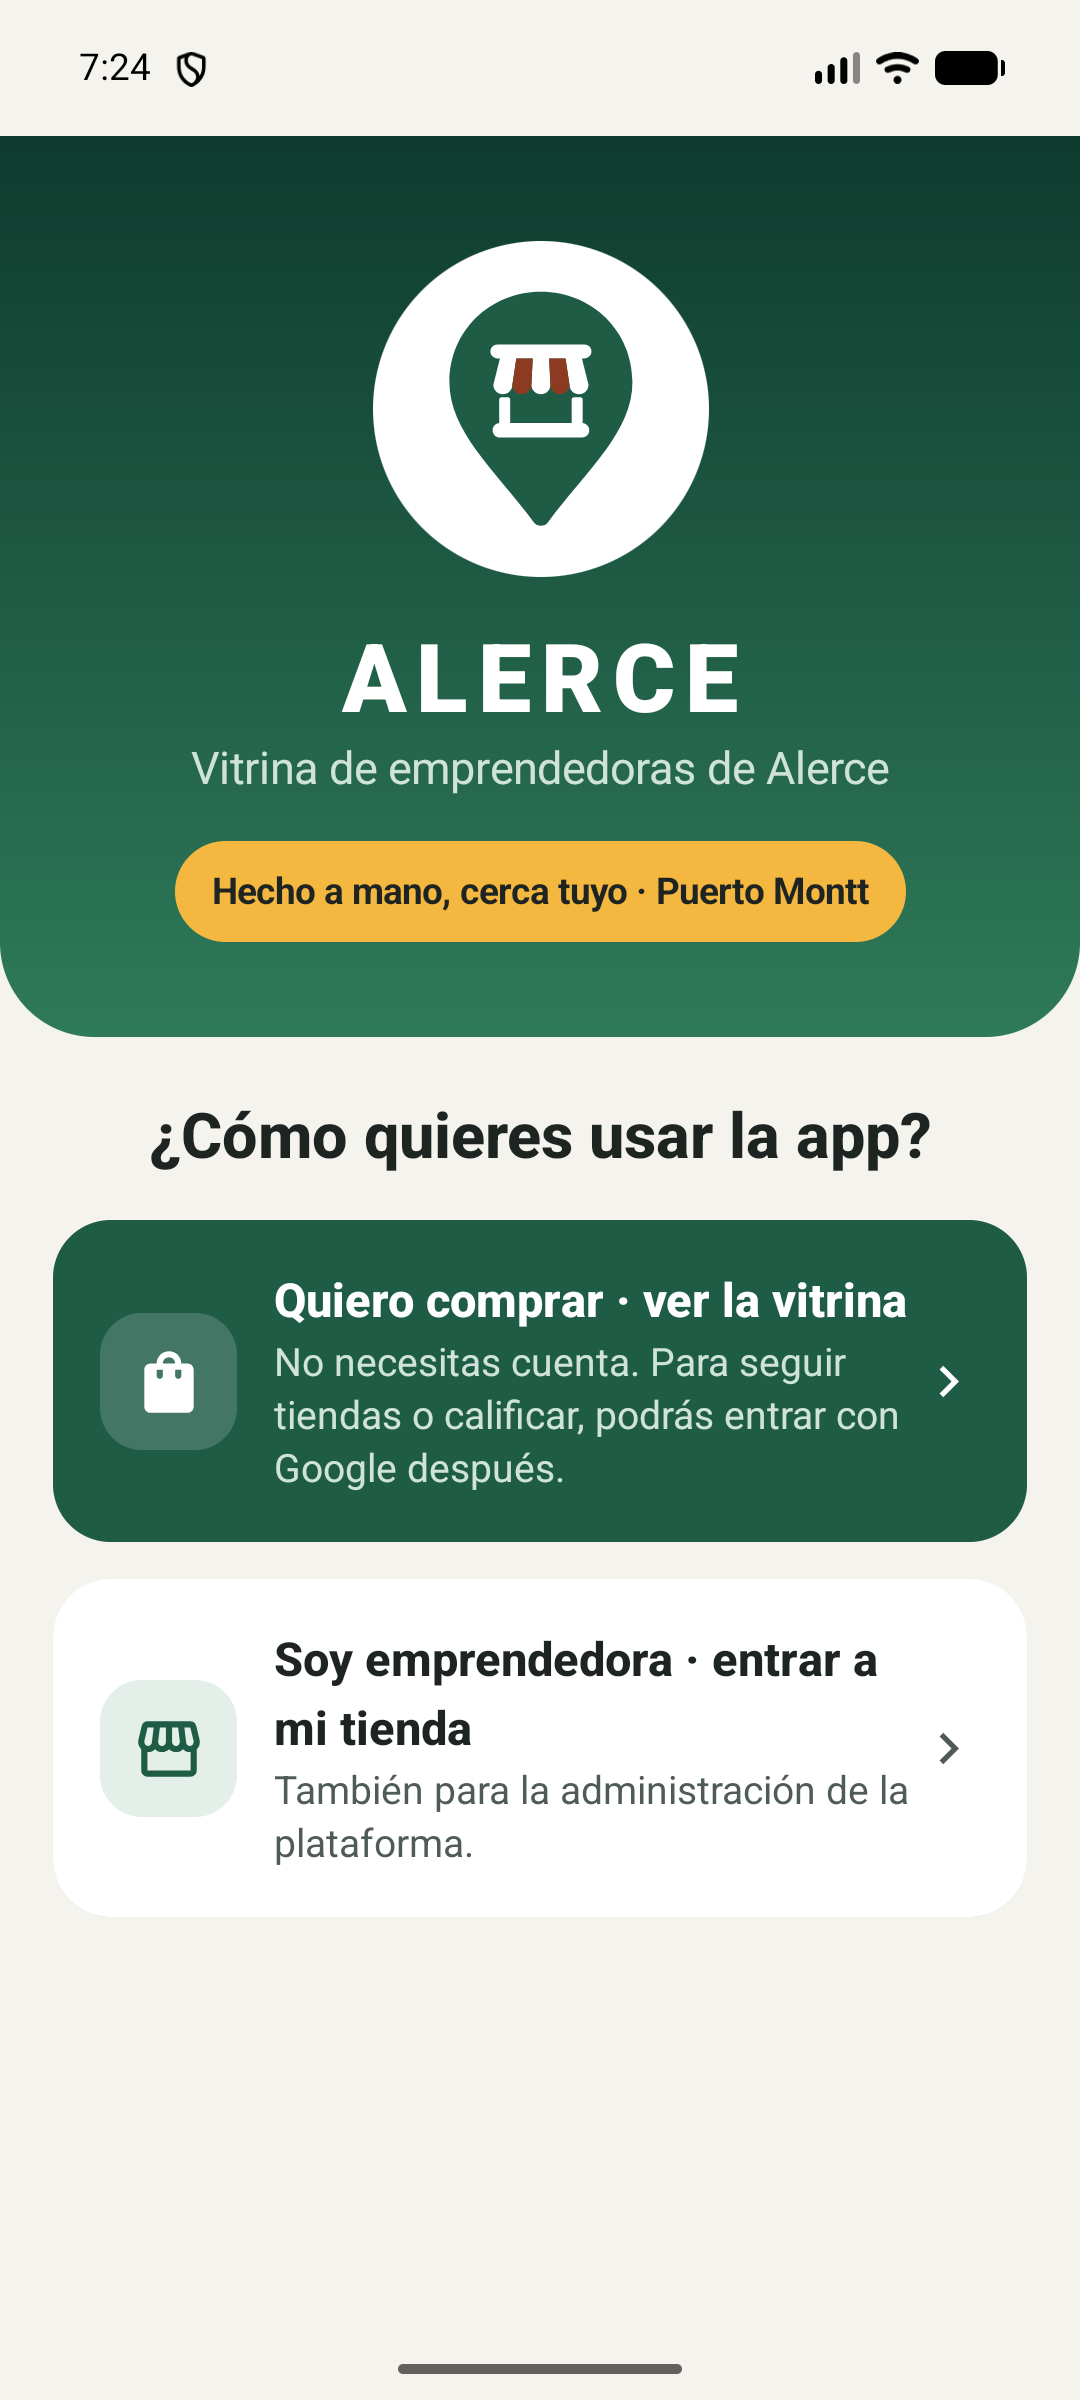 7:24
ALERCE
Vitrina de emprendedoras de Alerce
Hecho a mano, cerca tuyo · Puerto Montt
¿Cómo quieres usar la app?
Quiero comprar · ver la vitrina
No necesitas cuenta. Para seguir
tiendas o calificar, podrás entrar con
Google después.
Soy emprendedora · entrar a
mi tienda
También para la administración de la
plataforma.